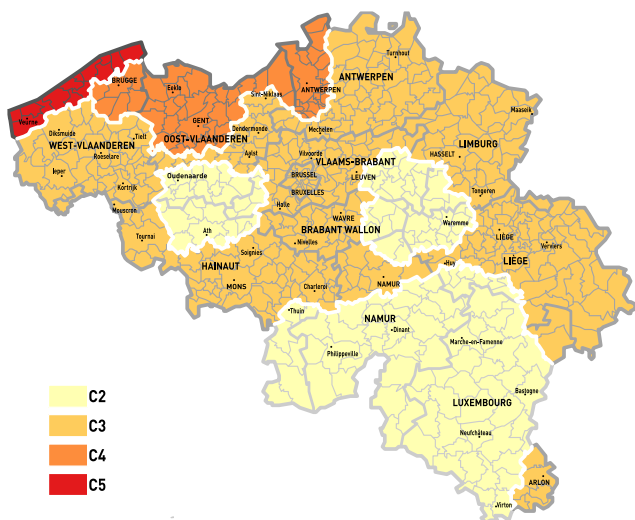 Turnhout
ANTWERPEN
BRUGGE
Eeklo
Sint-Niklaas
ANTWERPEN
Maaseik
Veurne
GENT
Diksmuide
Tielt
OOST-VLAANDEREN
Dendermonde
Mechelen
WEST-VLAANDEREN
LIMBURG
Roeselare
Aalst
Vilvoorde
VLAAMS-BRABANT
HASSELT
Ieper
Oudenaarde
BRUSSEL
LEUVEN
Kortrijk
BRUXELLES
Tongeren
Mouscron
Halle
WAVRE
Waremme
Tournai
Ath
BRABANT WALLON
LIÈGE
Nivelles
Verviers
Soignies
LIÈGE
HAINAUT
Huy
MONS
Charleroi
NAMUR
Thuin
NAMUR
Dinant
Marche-en-Famenne
Philippeville
Bastogne
LUXEMBOURG
Neufchâteau
ARLON
Virton
C2
C3
C4
C5